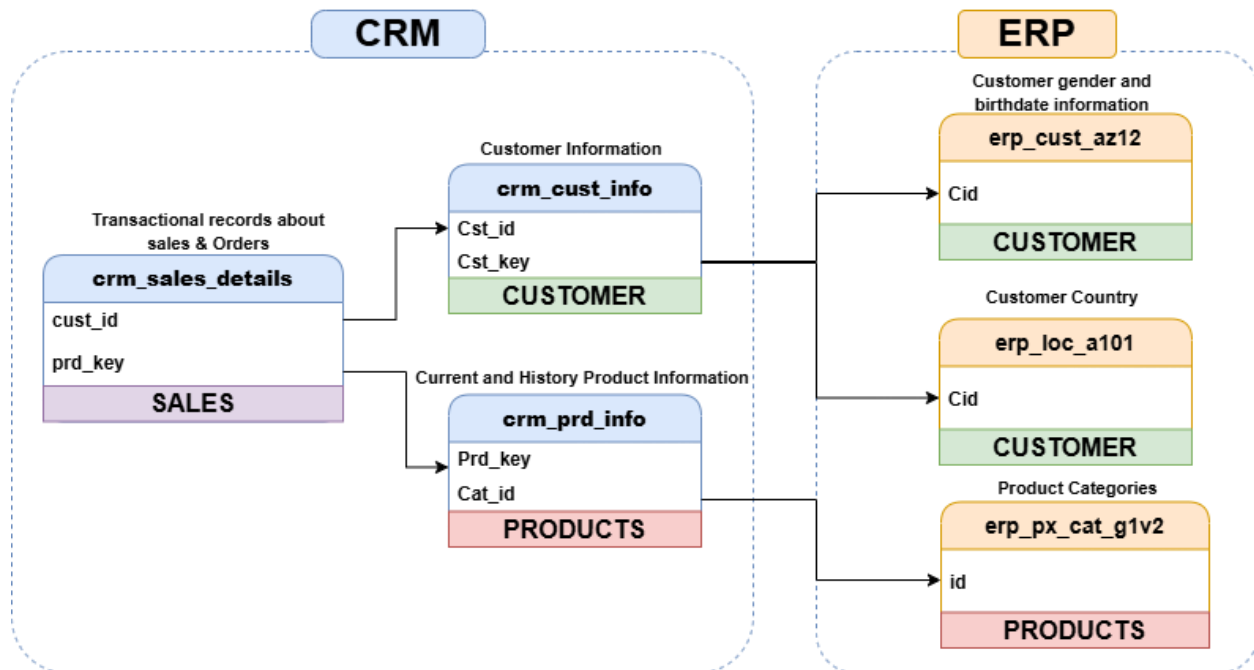 CRM
ERP
Transactional records about
sales & Orders
crm_sales_details
cust_id
prd_key
SALES
Customer Information
crm_cust_info
Cst_id
Cst_key
CUSTOMER
Current and History Product Information
crm_prd_info
Prd_key
Cat_id
PRODUCTS
Customer gender and
birthdate information
erp_cust_az12
Cid
CUSTOMER
Customer Country
erp_loc_a101
Cid
CUSTOMER
Product Categories
erp_px_cat_g1v2
id
PRODUCTS